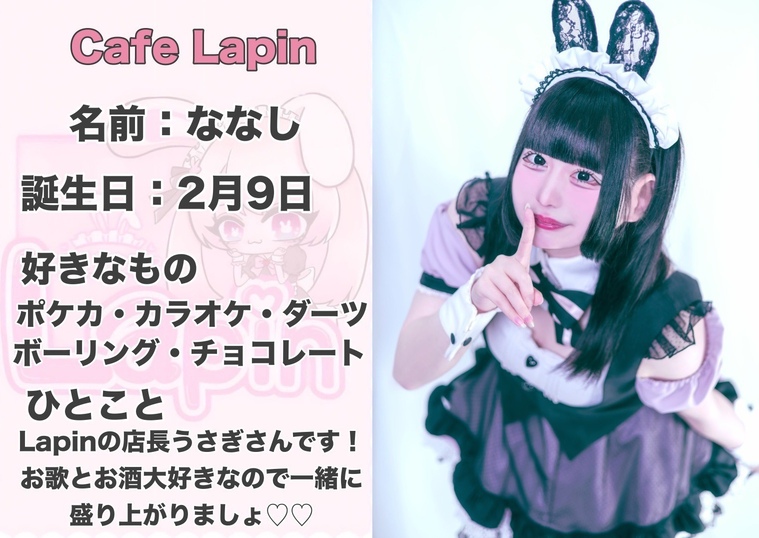 Cafe Lapin
名前：ななし
誕生日：2月9日
好きなもの
ポケカ・カラオケ・ダーツ
ボーリング・チョコレート
ひとこと
Lapinの店長うさぎさんです！
お歌とお酒大好きなので一緒に
盛り上がりましょ♡♡
Lapin